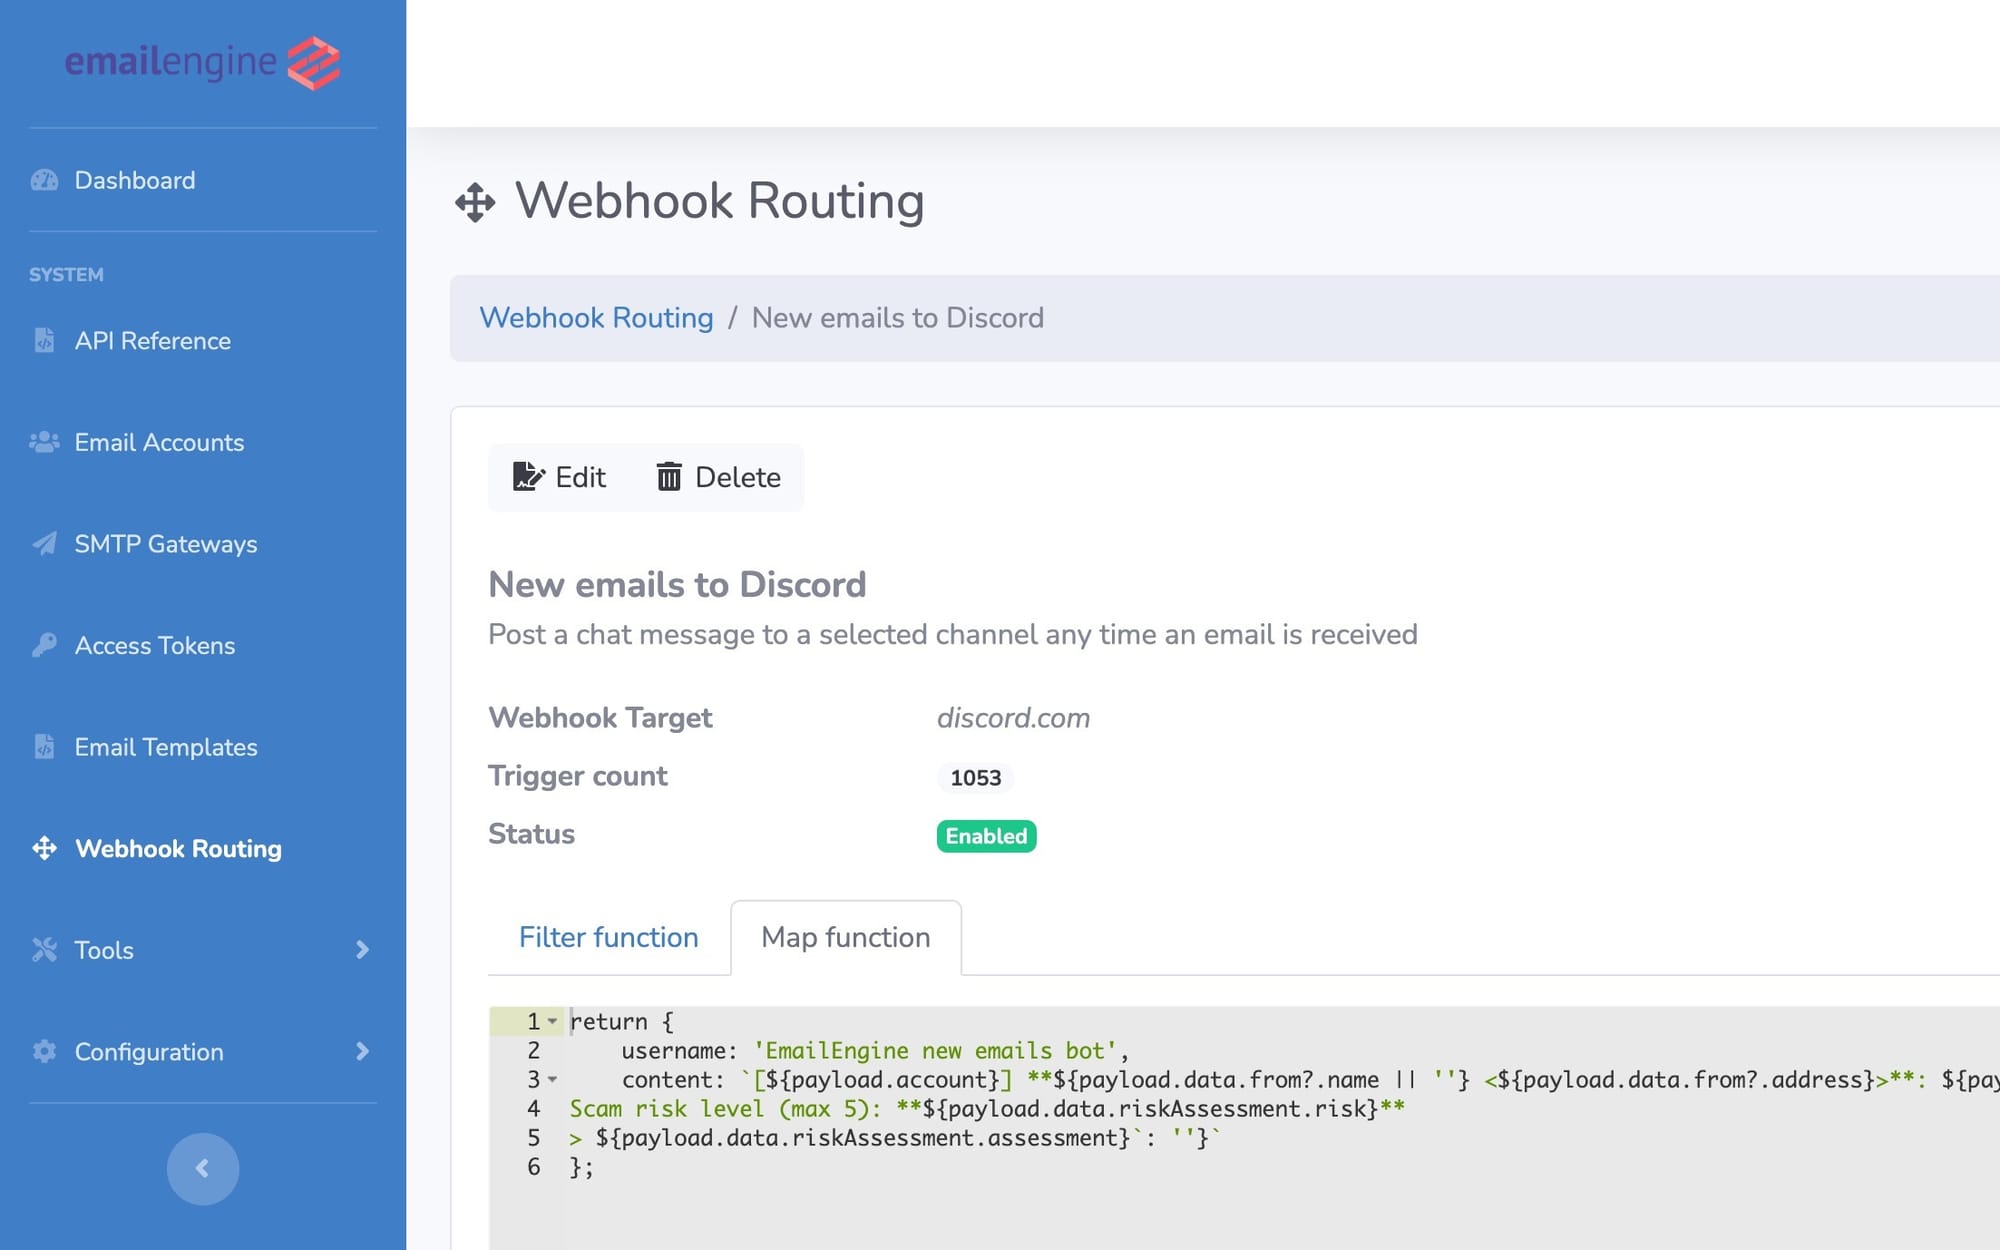 emailengine
Dashboard
SYSTEM
API Reference
Email Accounts
SMTP Gateways
Access Tokens
Email Templates
Webhook Routing
Tools
Configuration
Webhook Routing
Webhook Routing / New emails to Discord
Edit Delete
New emails to Discord
Post a chat message to a selected channel any time an email is received
Webhook Target discord.com
Trigger count 1053
Status Enabled
Filter function Map function
1 return {
2     username: 'EmailEngine new emails bot',
3     content: `[${payload.account}] **${payload.data.from?.name || ''} <${payload.data.from?.address}>**: ${pay
4 Scam risk level (max 5): **${payload.data.riskAssessment.risk}**
5 > ${payload.data.riskAssessment.assessment}`: ''}`
6 };